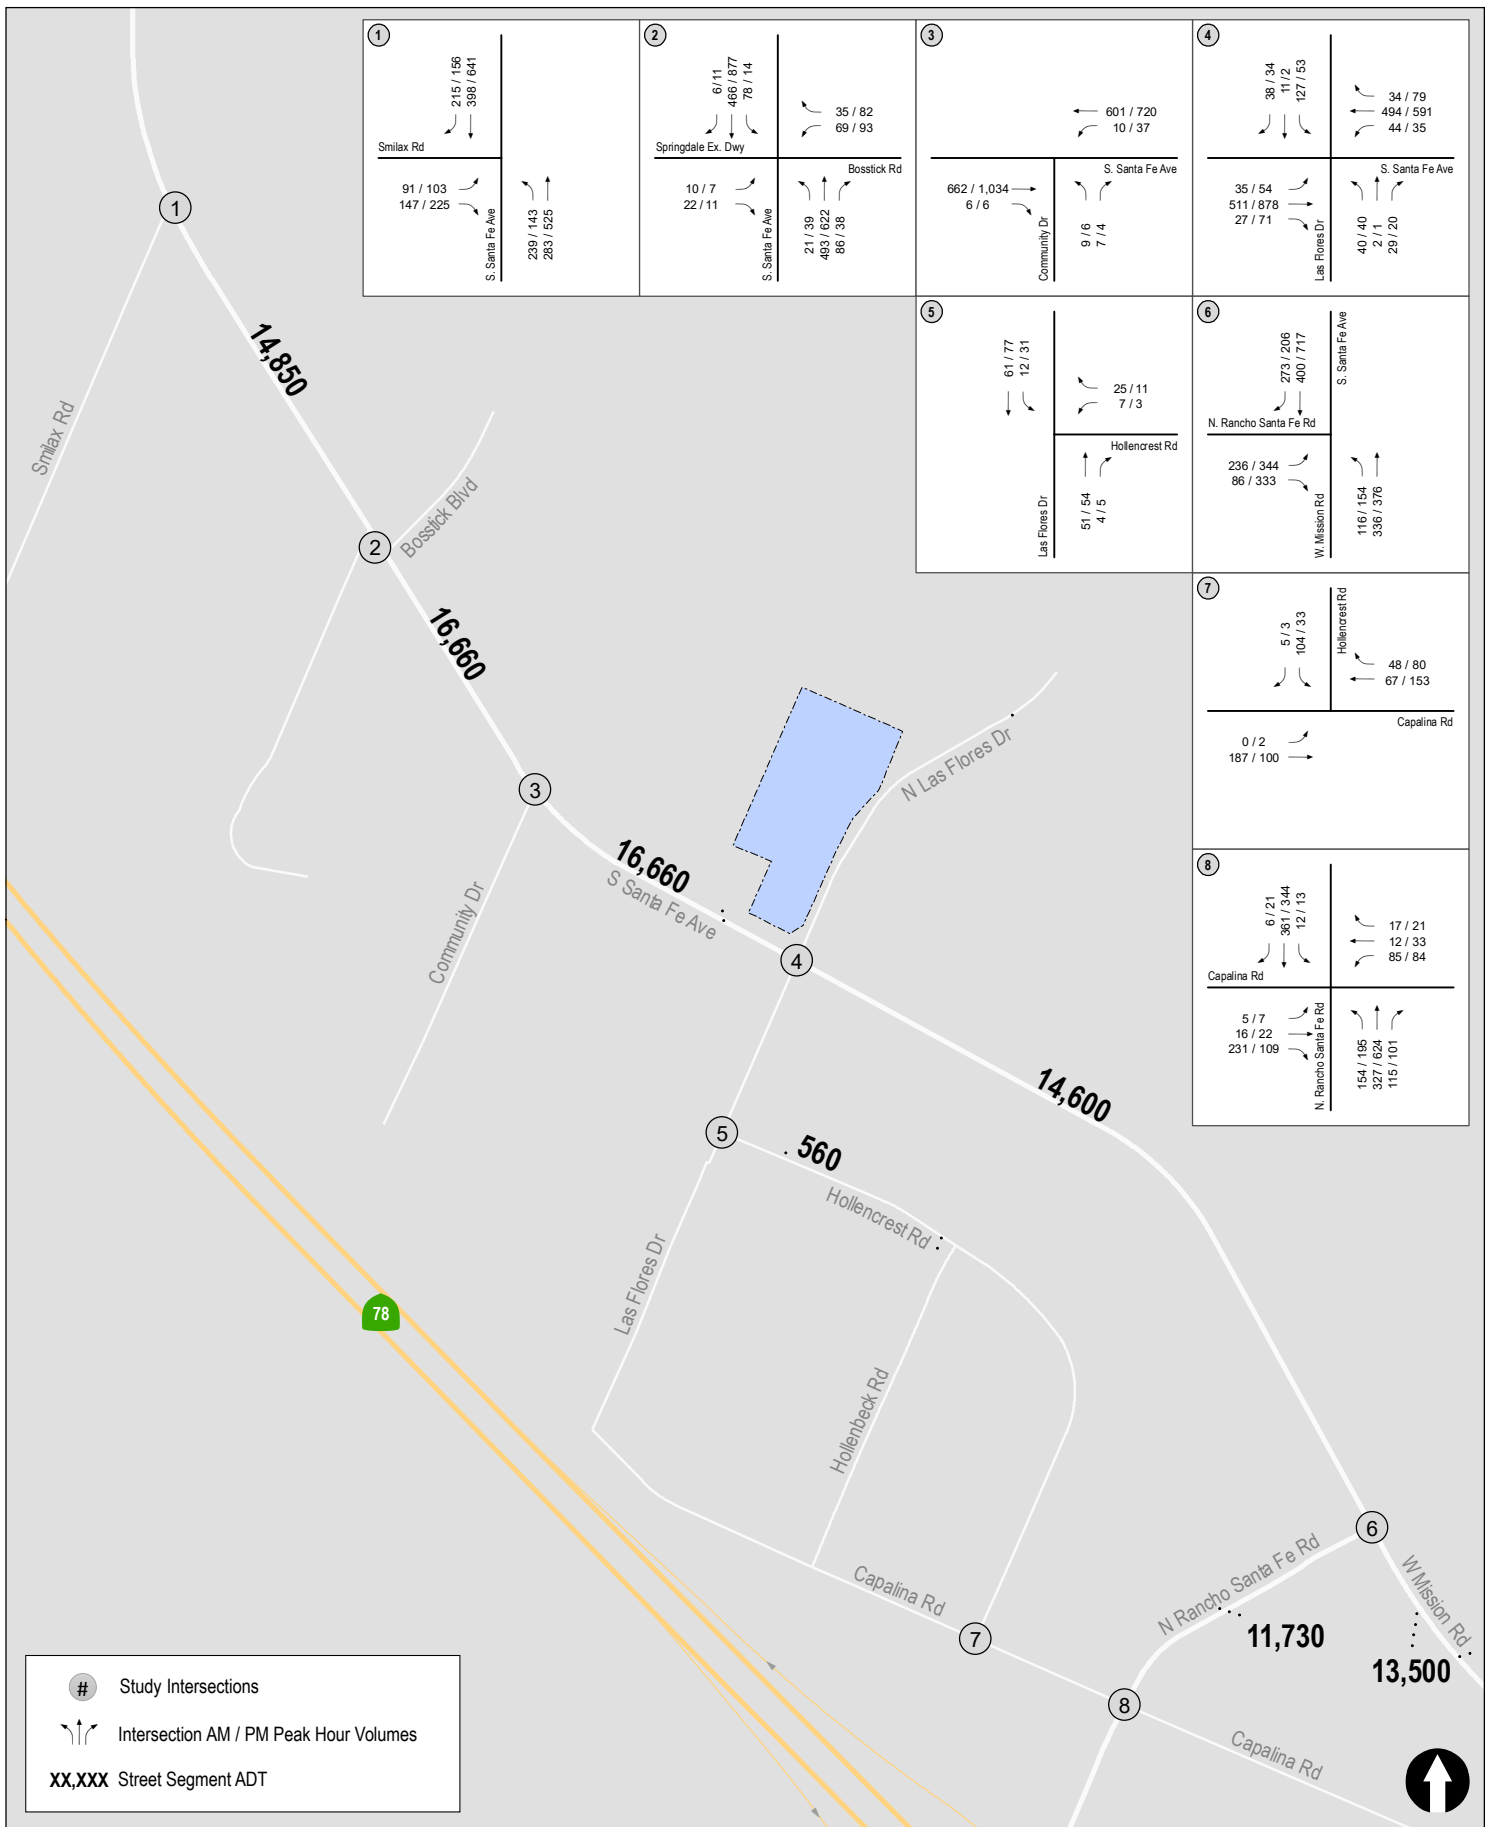 1
215 / 156
398 / 641
Smilax Rd
91 / 103
147 / 225
S. Santa Fe Ave
239 / 143
283 / 525
2
6/11
466 / 877
78 / 14
35 / 82
69 / 93
Springdale Ex. Dwy
Bosstick Rd
10 / 7
22 / 11
S. Santa Fe Ave
21 / 39
493 / 622
86 / 38
3
601 / 720
10 / 37
S. Santa Fe Ave
662 / 1,034
6 / 6
Community Dr
9 / 6
7 / 4
4
38 / 34
11 / 2
127 / 53
34 / 79
494 / 591
44 / 35
S. Santa Fe Ave
35 / 54
511 / 878
27 / 71
Las Flores Dr
40 / 40
2 / 1
29 / 20
5
61 / 77
12 / 31
25 / 11
7 / 3
Hollencrest Rd
Las Flores Dr
51 / 54
4 / 5
6
273 / 206
400 / 717
S. Santa Fe Ave
N. Rancho Santa Fe Rd
236 / 344
86 / 333
W. Mission Rd
116 / 154
336 / 376
7
5 / 3
104 / 33
Hollencrest Rd
48 / 80
67 / 153
Capalina Rd
0 / 2
187 / 100
8
6 / 21
361 / 344
12 / 13
17 / 21
12 / 33
85 / 84
Capalina Rd
5 / 7
16 / 22
231 / 109
N. Rancho Santa Fe Rd
154 / 195
327 / 624
115 / 101
1
14,850
Smilax Rd
2
Bosstick Blvd
16,660
3
16,660
S Santa Fe Ave
N Las Flores Dr
Community Dr
4
14,600
5
560
Hollencrest Rd
Las Flores Dr
78
Hollenbeck Rd
6
Capalina Rd
N Rancho Santa Fe Rd
W Mission Rd
7
11,730
13,500
8
Capalina Rd
# Study Intersections
Intersection AM / PM Peak Hour Volumes
XX,XXX Street Segment ADT